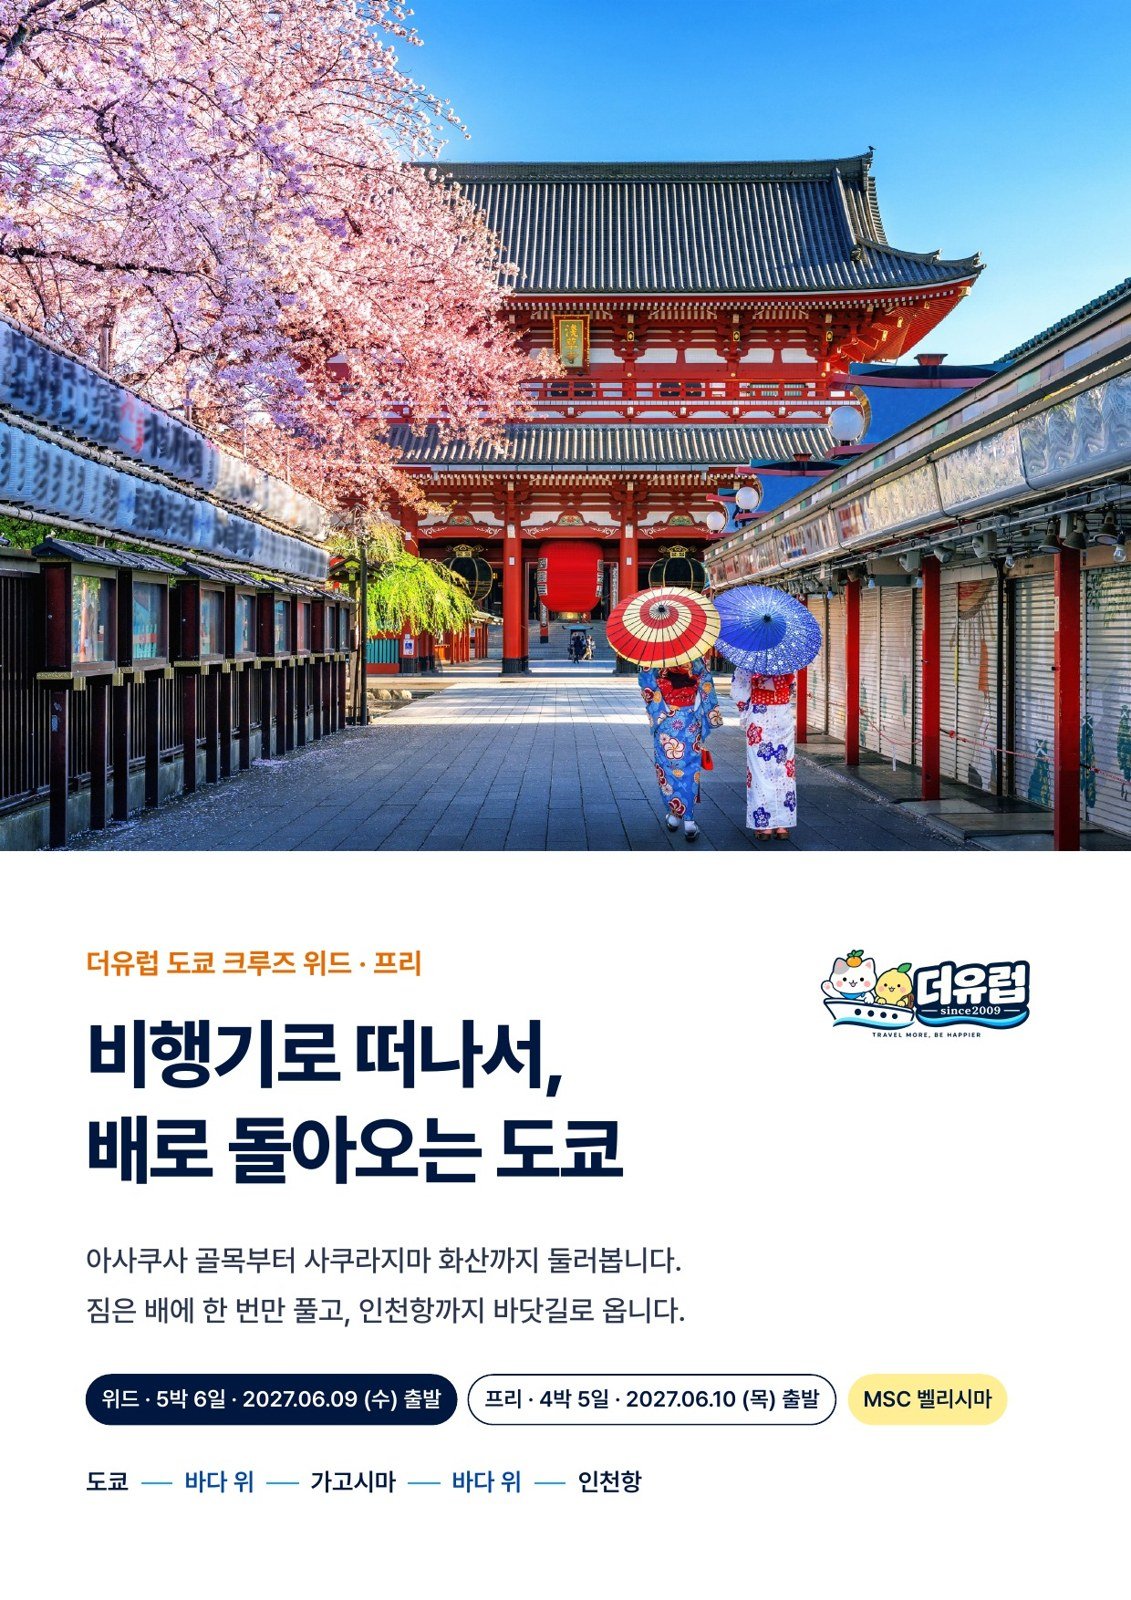 浅草寺
더유럽 도쿄 크루즈 위드 · 프리
더유럽
since2009
TRAVEL MORE, BE HAPPIER
비행기로 떠나서,
배로 돌아오는 도쿄
아사쿠사 골목부터 사쿠라지마 화산까지 둘러봅니다.
짐은 배에 한 번만 풀고, 인천항까지 바닷길로 옵니다.
위드 · 5박 6일 · 2027.06.09 (수) 출발
프리 · 4박 5일 · 2027.06.10 (목) 출발
MSC 벨리시마
도쿄 — 바다 위 — 가고시마 — 바다 위 — 인천항